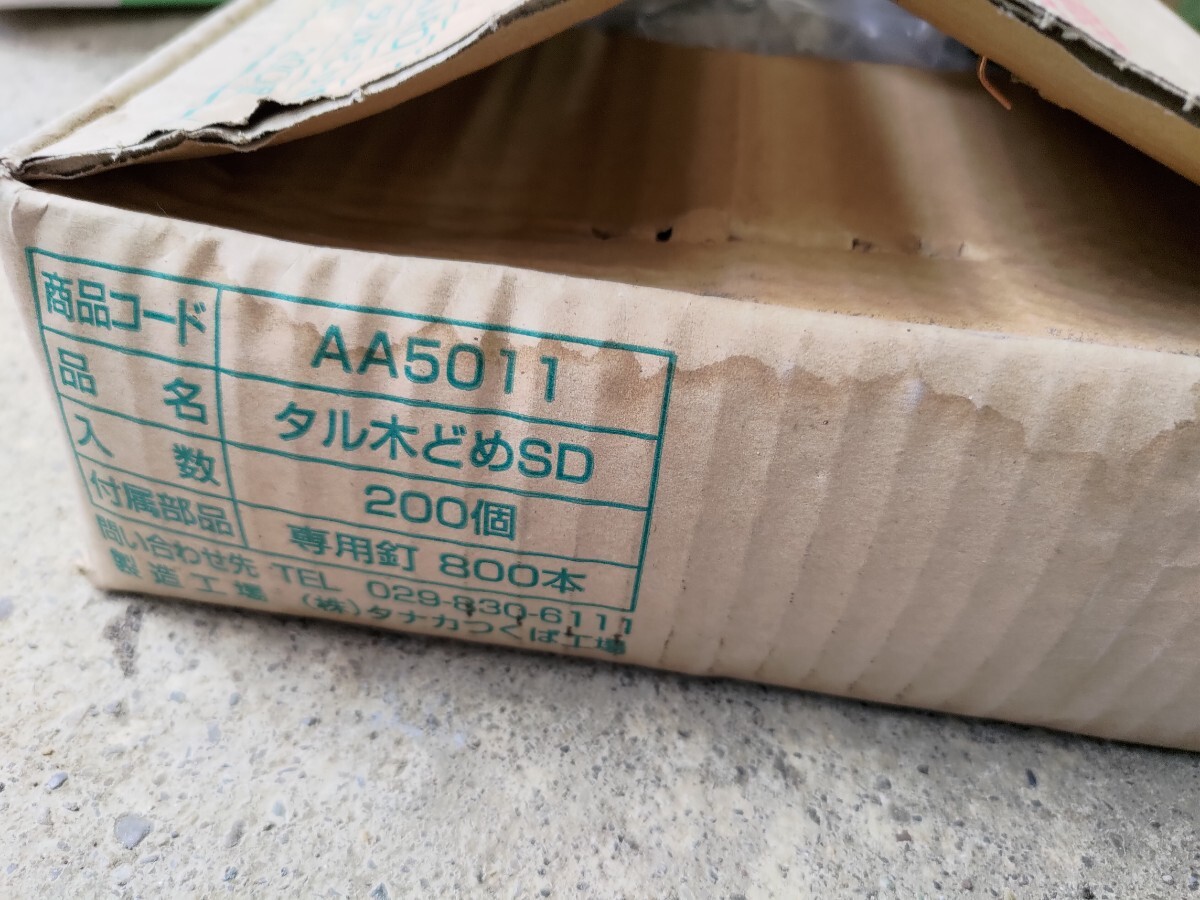 商品コード AA5011
品名 タル木どめSD
入数 200個
付属部品 専用釘 800本
問い合わせ先 TEL 029-830-6111
製造工場 (株)タナカつくば工場